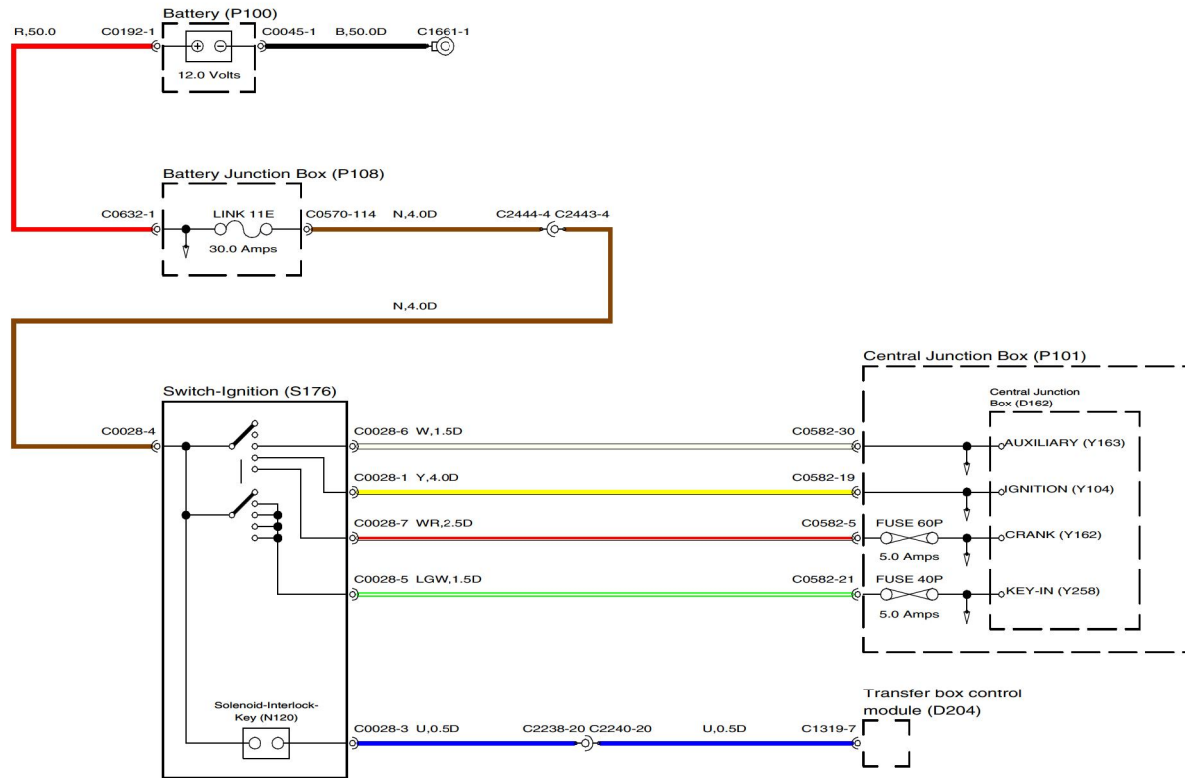 Battery (P100)
R,50.0 C0192-1 C0045-1 B,50.0D C1661-1
12.0 Volts
Battery Junction Box (P108)
C0632-1 LINK 11E C0570-114 N,4.0D C2444-4 C2443-4
30.0 Amps
N,4.0D
Central Junction Box (P101)
Switch-Ignition (S176)
Central Junction
Box (D162)
C0028-4 C0028-6 W,1.5D C0582-30 AUXILIARY (Y163)
C0028-1 Y,4.0D C0582-19 IGNITION (Y104)
C0028-7 WR,2.5D C0582-5 FUSE 60P CRANK (Y162)
5.0 Amps
C0028-5 LGW,1.5D C0582-21 FUSE 40P KEY-IN (Y258)
5.0 Amps
Transfer box control
module (D204)
Solenoid-Interlock-
Key (N120)
C0028-3 U,0.5D C2238-20 C2240-20 U,0.5D C1319-7